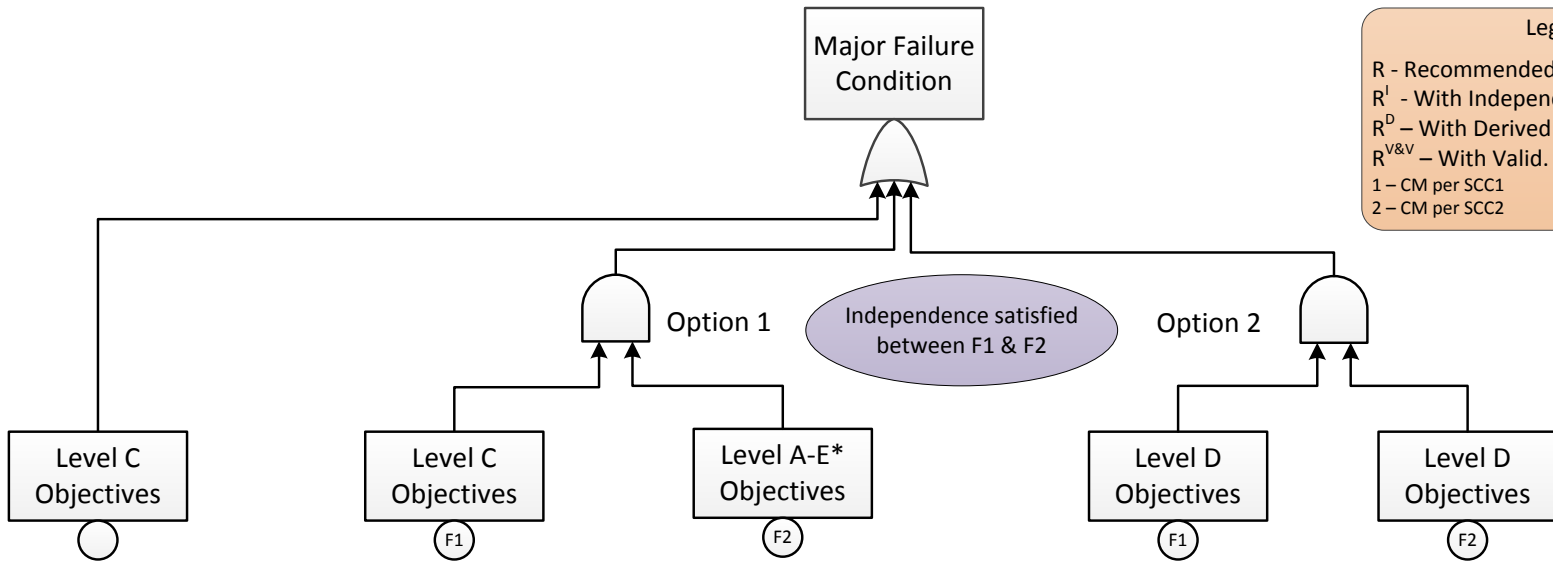 Major Failure
Condition
Leg
R - Recommended
R^I - With Independ
R^D – With Derived
R^V&V – With Valid.
1 – CM per SCC1
2 – CM per SCC2
Option 1
Independence satisfied
between F1 & F2
Option 2
Level C
Objectives
Level C
Objectives
F1
Level A-E*
Objectives
F2
Level D
Objectives
F1
Level D
Objectives
F2